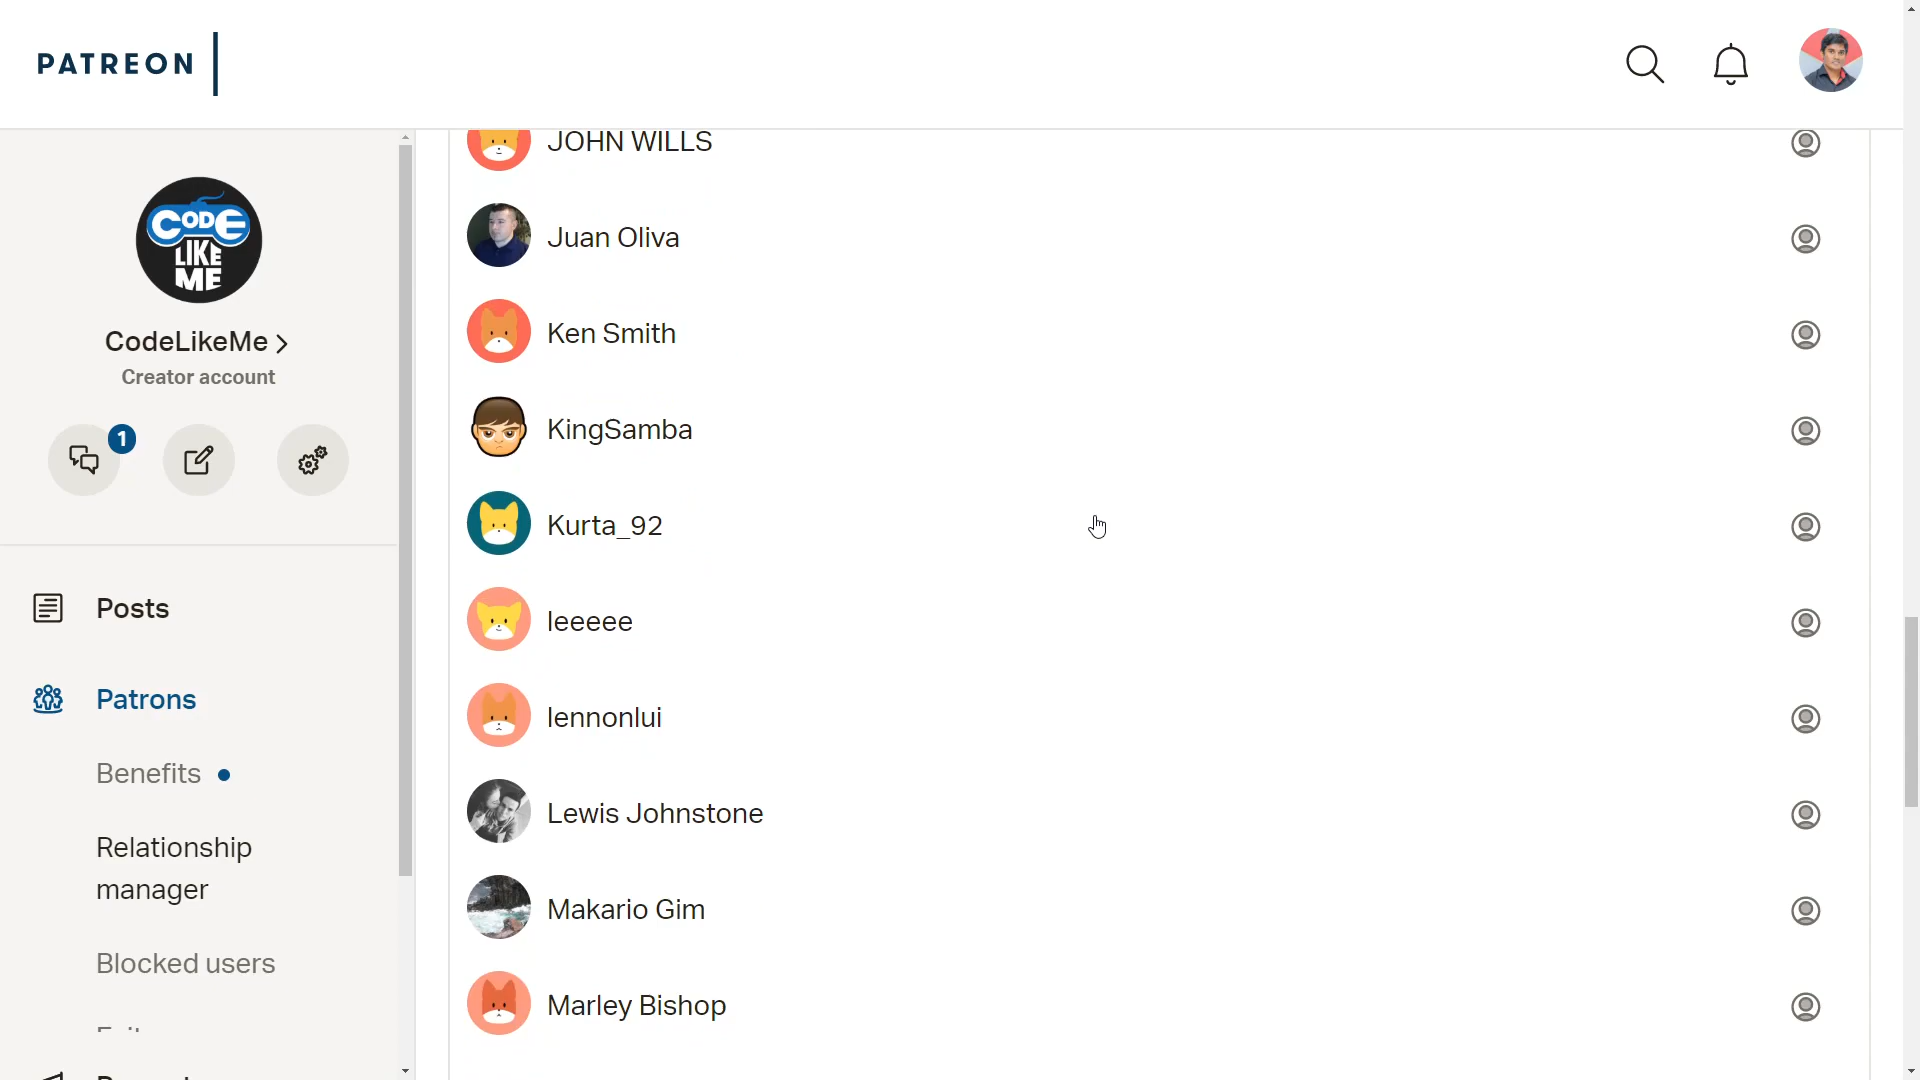 PATREON
CODE
LIKE
ME
CodeLikeMe
Creator account
1
Posts
Patrons
Benefits
Relationship
manager
Blocked users
JOHN WILLS
Juan Oliva
Ken Smith
KingSamba
Kurta_92
leeeee
lennonlui
Lewis Johnstone
Makario Gim
Marley Bishop